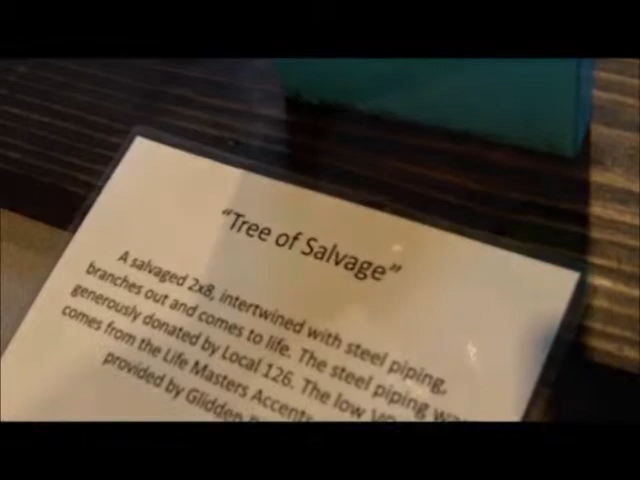 “Tree of Salvage”
A salvaged 2x8, intertwined with steel piping,
branches out and comes to life. The steel piping
generously donated by Local 126. The low
comes from the Life Masters Accents
provided by Glidden